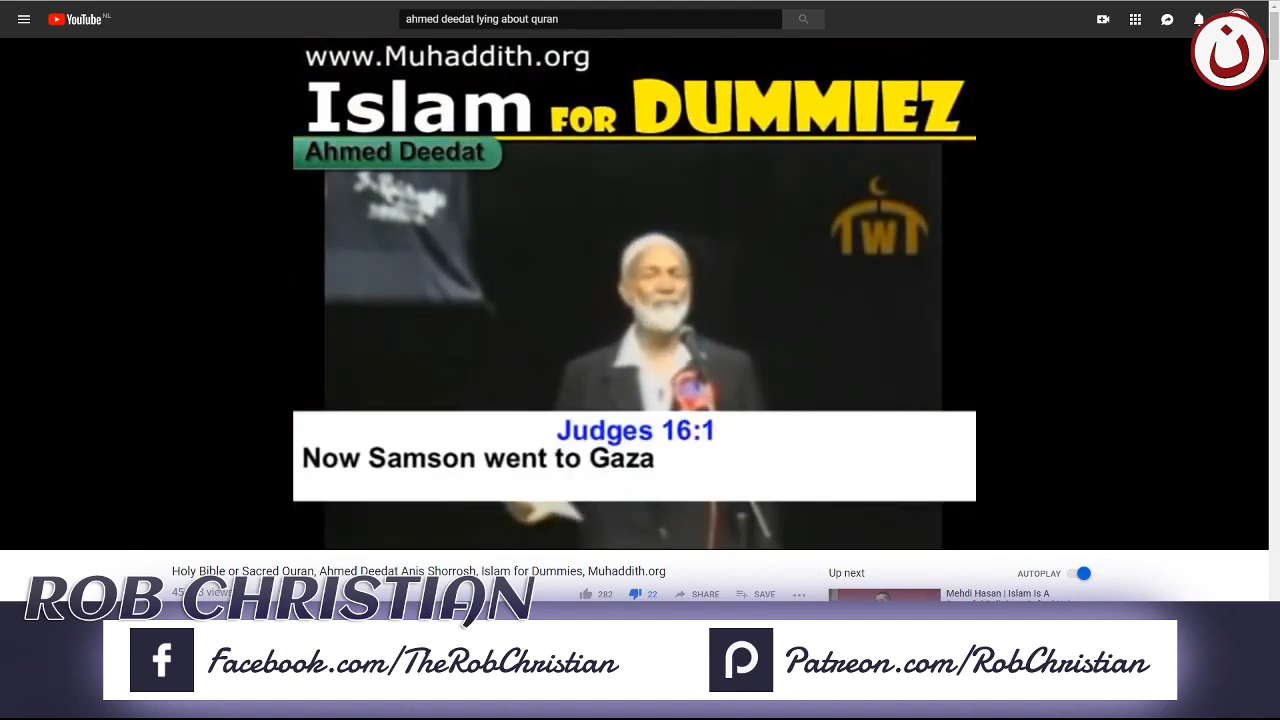 YouTube NL
ahmed deedat lying about quran
ن
www.Muhaddith.org
Islam FOR DUMMIEZ
Ahmed Deedat
IWT
Judges 16:1
Now Samson went to Gaza
Holy Bible or Sacred Quran, Ahmed Deedat Anis Shorrosh, Islam for Dummies, Muhaddith.org
Up next
AUTOPLAY
282
22
SHARE
SAVE
Mehdi Hasan | Islam Is A
ROB CHRISTIAN
Facebook.com/TheRobChristian
Patreon.com/RobChristian